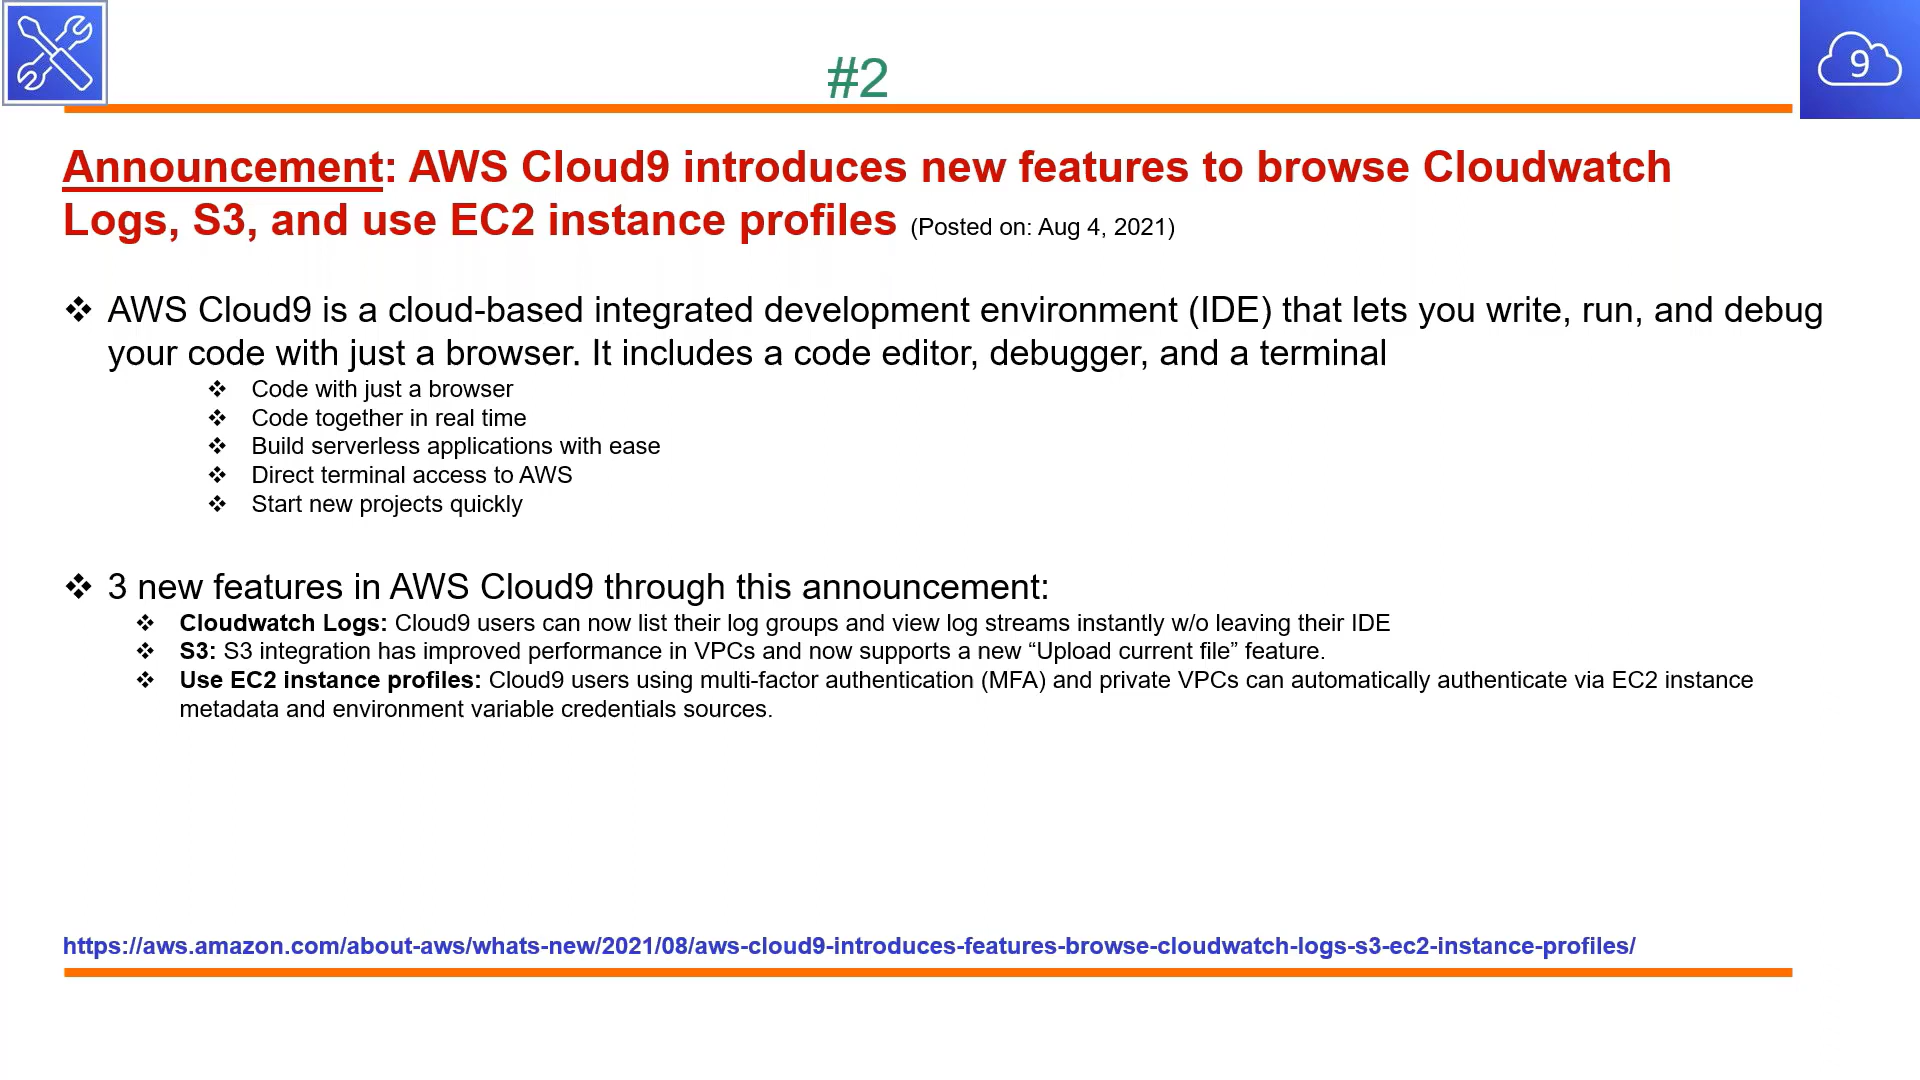 #2
9
Announcement: AWS Cloud9 introduces new features to browse Cloudwatch
Logs, S3, and use EC2 instance profiles (Posted on: Aug 4, 2021)
❖ AWS Cloud9 is a cloud-based integrated development environment (IDE) that lets you write, run, and debug
your code with just a browser. It includes a code editor, debugger, and a terminal
❖ Code with just a browser
❖ Code together in real time
❖ Build serverless applications with ease
❖ Direct terminal access to AWS
❖ Start new projects quickly
❖ 3 new features in AWS Cloud9 through this announcement:
❖ Cloudwatch Logs: Cloud9 users can now list their log groups and view log streams instantly w/o leaving their IDE
❖ S3: S3 integration has improved performance in VPCs and now supports a new “Upload current file” feature.
❖ Use EC2 instance profiles: Cloud9 users using multi-factor authentication (MFA) and private VPCs can automatically authenticate via EC2 instance
metadata and environment variable credentials sources.
https://aws.amazon.com/about-aws/whats-new/2021/08/aws-cloud9-introduces-features-browse-cloudwatch-logs-s3-ec2-instance-profiles/